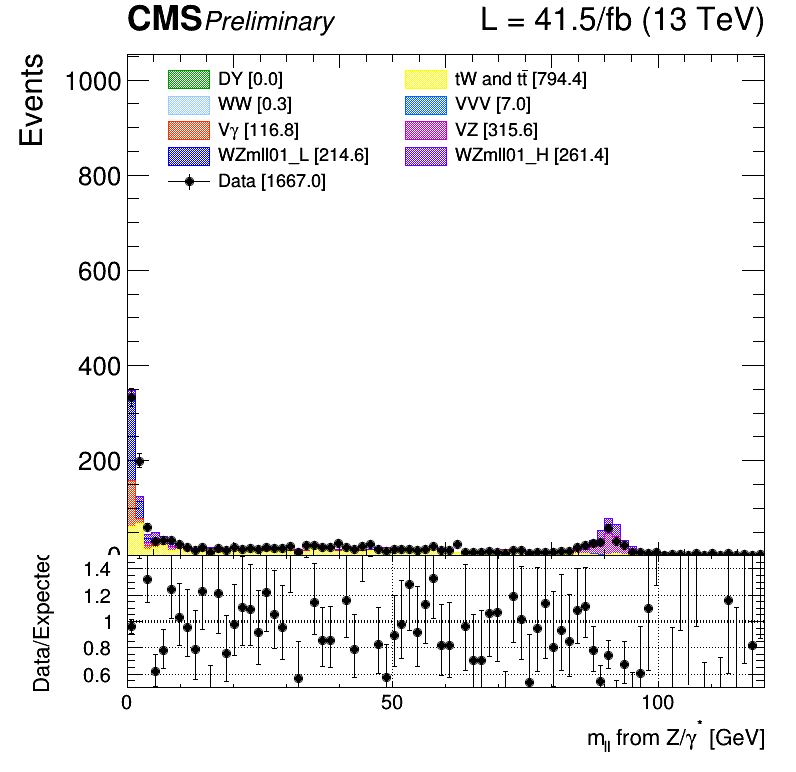 CMS Preliminary L = 41.5/fb (13 TeV)
Events
1000
800
600
400
200
0
DY [0.0]
tW and tt̄ [794.4]
WW [0.3]
VVV [7.0]
Vγ [116.8]
VZ [315.6]
WZmll01_L [214.6]
WZmll01_H [261.4]
Data [1667.0]
Data/Expected
1.4
1.2
1
0.8
0.6
0
50
100
m_ll from Z/γ* [GeV]